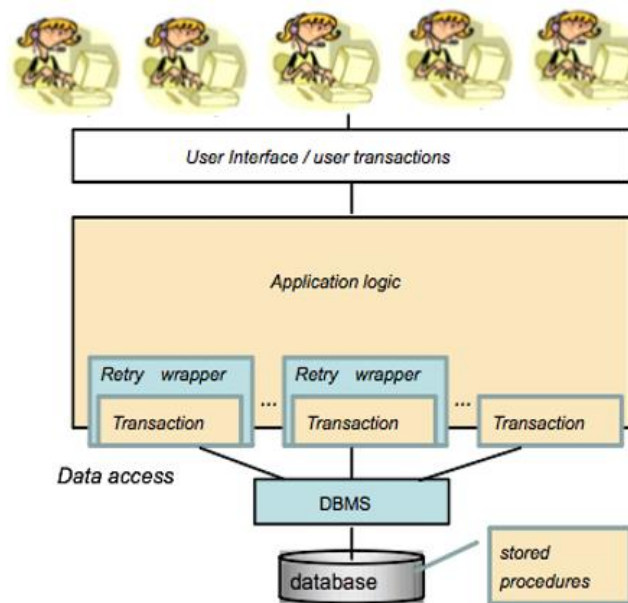 User Interface / user transactions
Application logic
Retry wrapper
Retry wrapper
...
...
Transaction
Transaction
Transaction
Data access
DBMS
stored
procedures
database